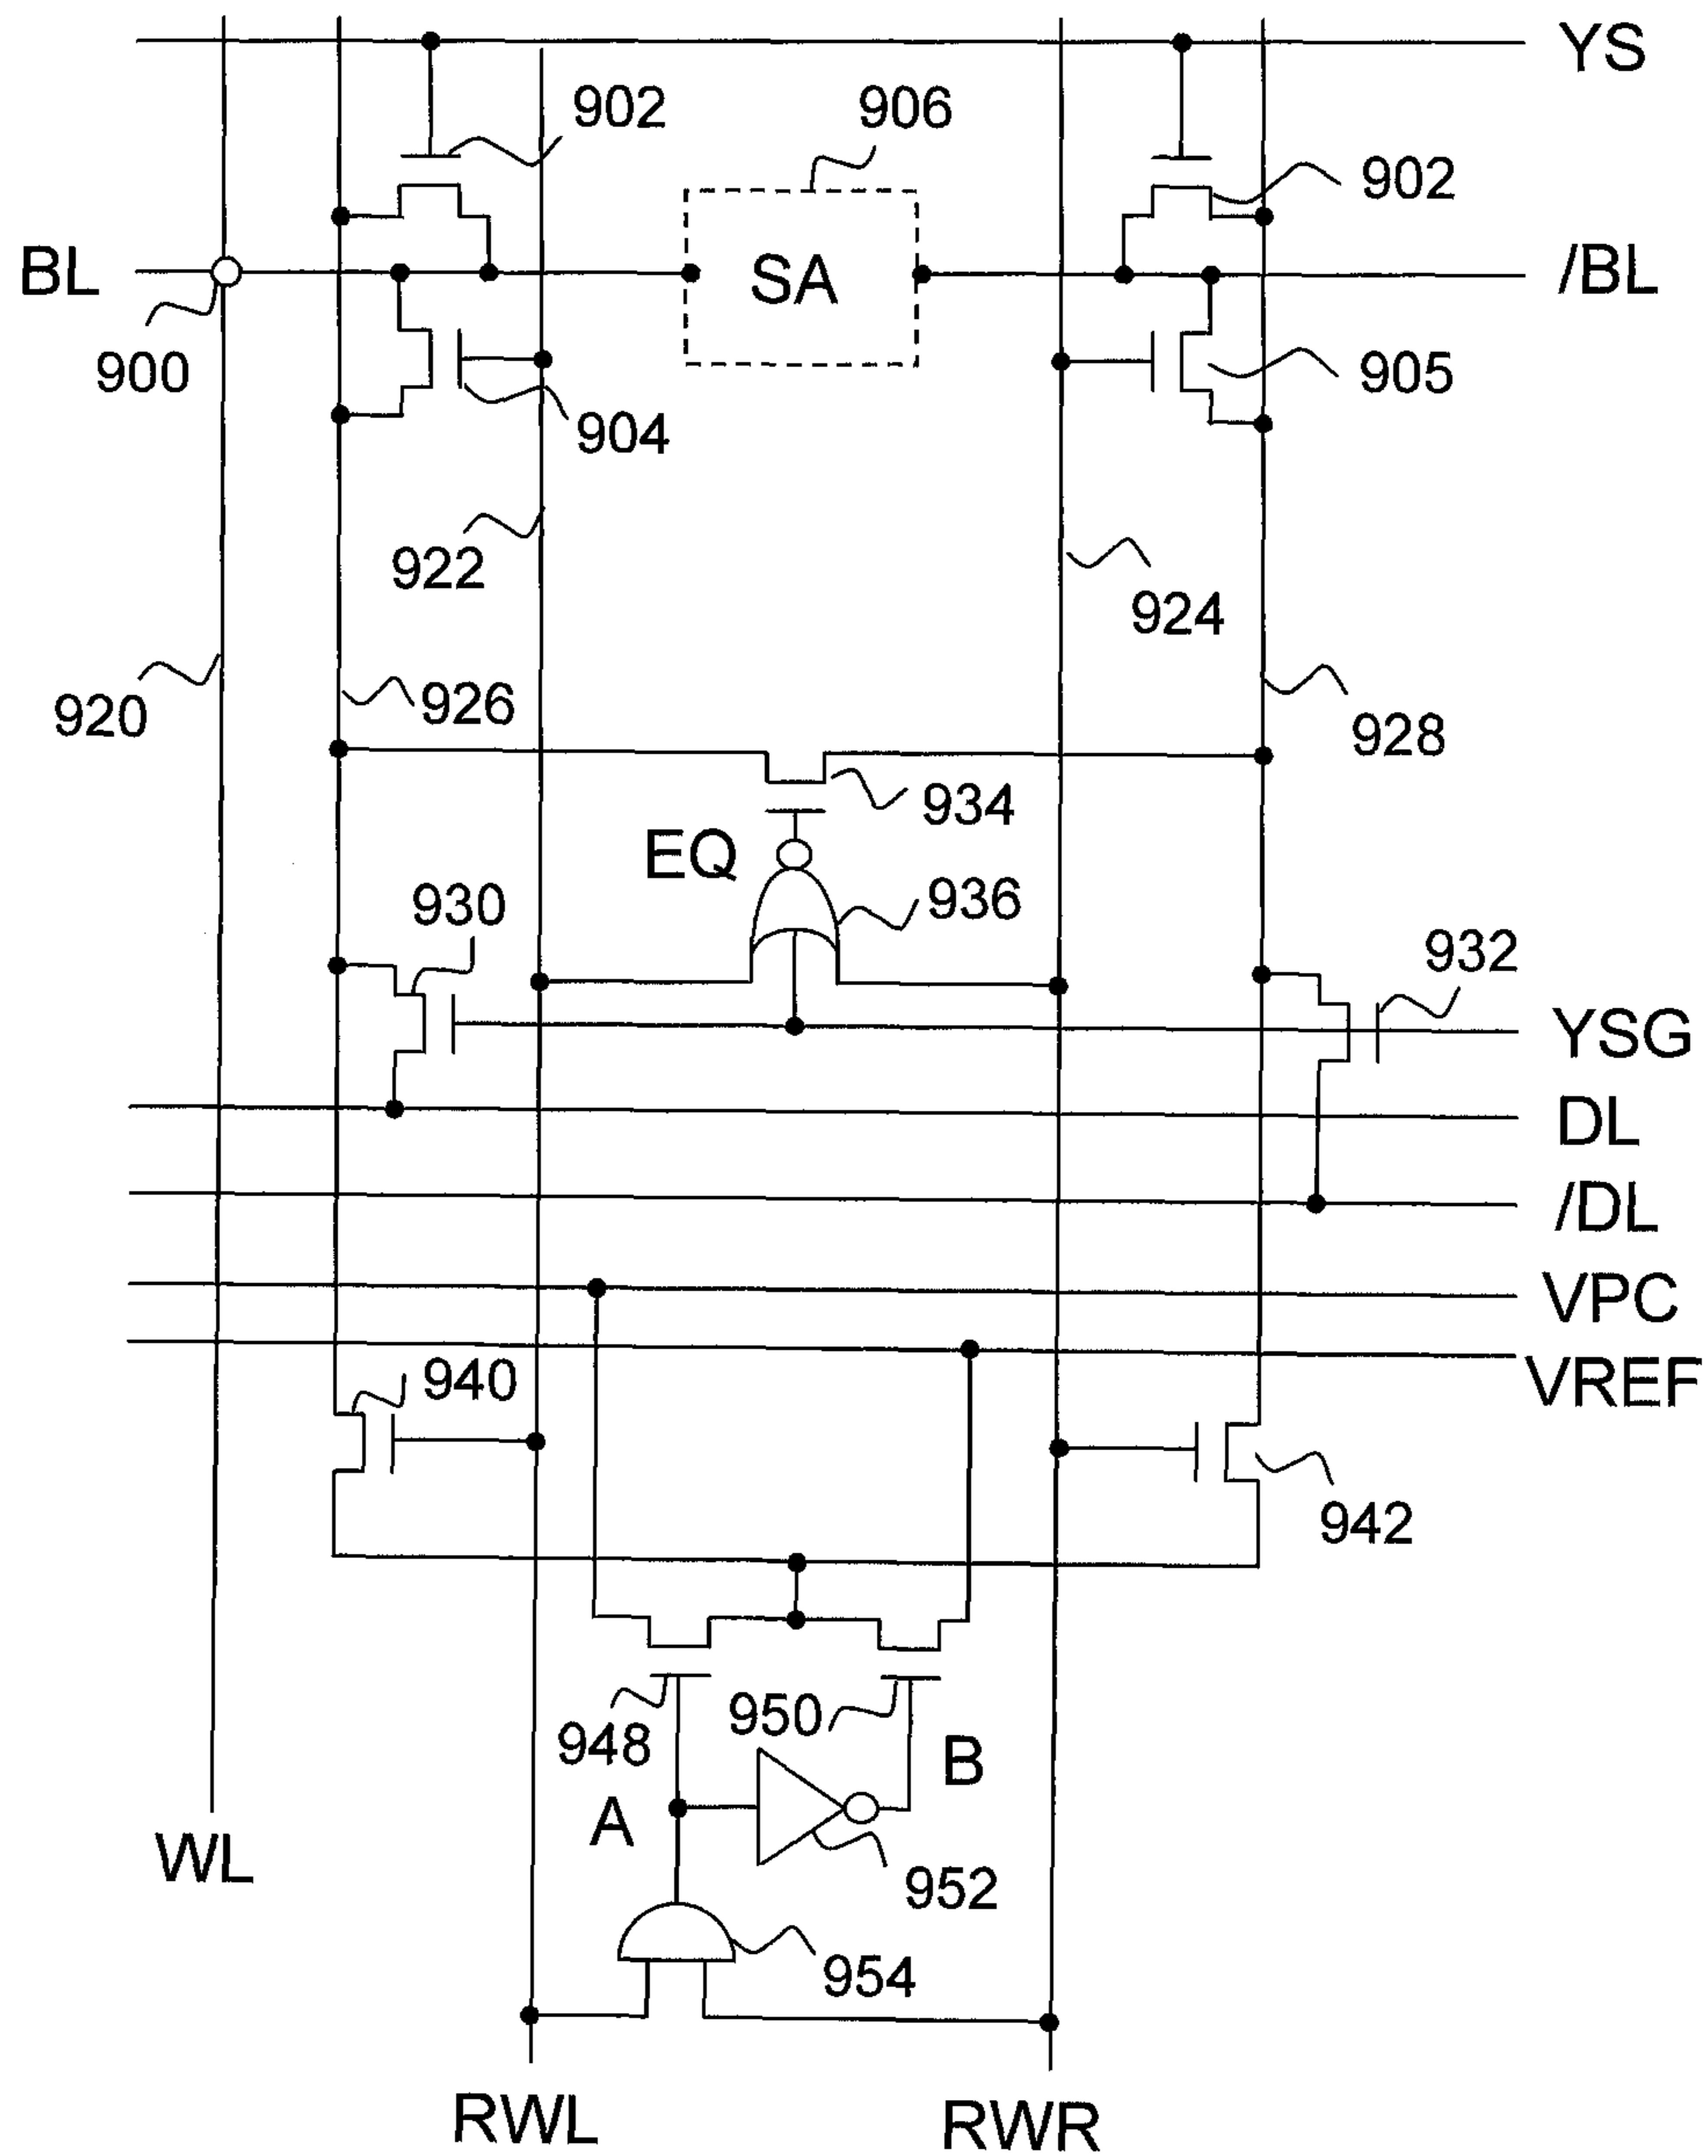 YS
902
906
902
BL
SA
/BL
900
904
905
922
924
920
926
928
934
EQ
930
936
932
YSG
DL
/DL
VPC
VREF
940
942
948
950
B
A
WL
952
954
RWL
RWR